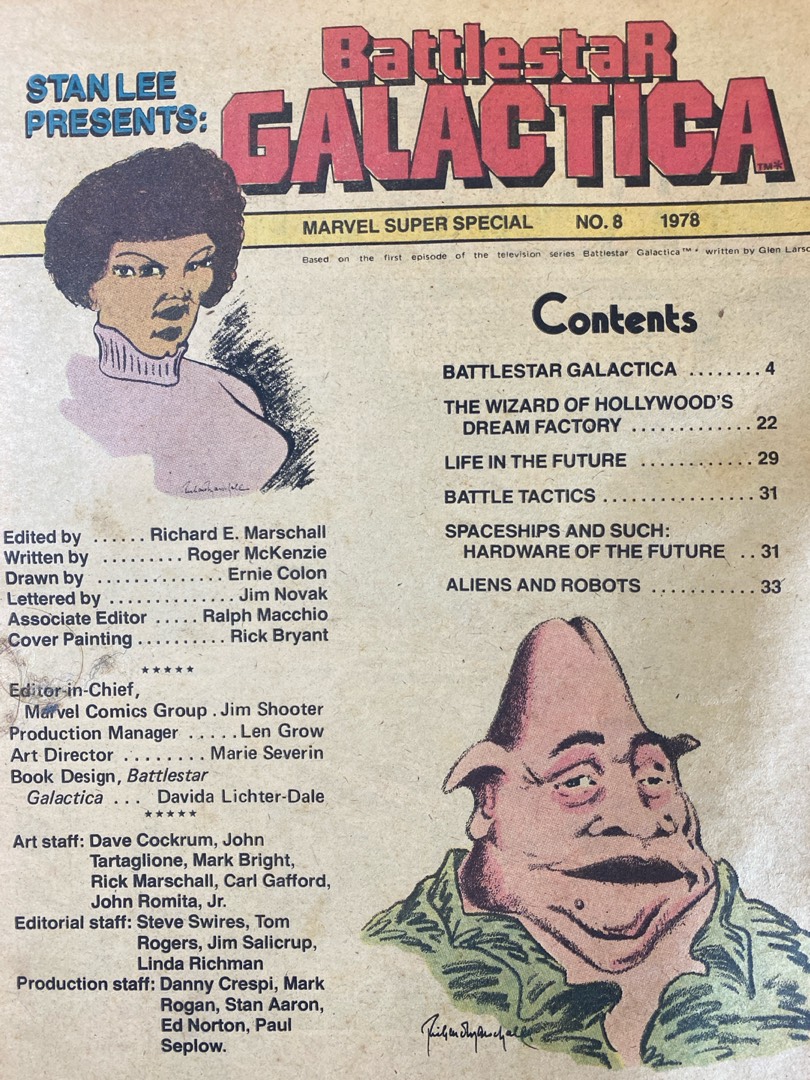 STAN LEE
PRESENTS:
BattlestaR
GALACTICA
TM*
MARVEL SUPER SPECIAL NO. 8 1978
Based on the first episode of the television series Battlestar Galactica™* written by Glen
Contents
BATTLESTAR GALACTICA ........ 4
THE WIZARD OF HOLLYWOOD'S
DREAM FACTORY ............ 22
LIFE IN THE FUTURE ........... 29
BATTLE TACTICS ............... 31
SPACESHIPS AND SUCH:
HARDWARE OF THE FUTURE .. 31
ALIENS AND ROBOTS ........... 33
Edited by ...... Richard E. Marschall
Written by ......... Roger McKenzie
Drawn by ............. Ernie Colon
Lettered by .............. Jim Novak
Associate Editor ..... Ralph Macchio
Cover Painting .......... Rick Bryant
★★★★★
Editor-in-Chief,
Marvel Comics Group . Jim Shooter
Production Manager ..... Len Grow
Art Director ........ Marie Severin
Book Design, Battlestar
Galactica ... Davida Lichter-Dale
★★★★★
Art staff: Dave Cockrum, John
Tartaglione, Mark Bright,
Rick Marschall, Carl Gafford,
John Romita, Jr.
Editorial staff: Steve Swires, Tom
Rogers, Jim Salicrup,
Linda Richman
Production staff: Danny Crespi, Mark
Rogan, Stan Aaron,
Ed Norton, Paul
Seplow.